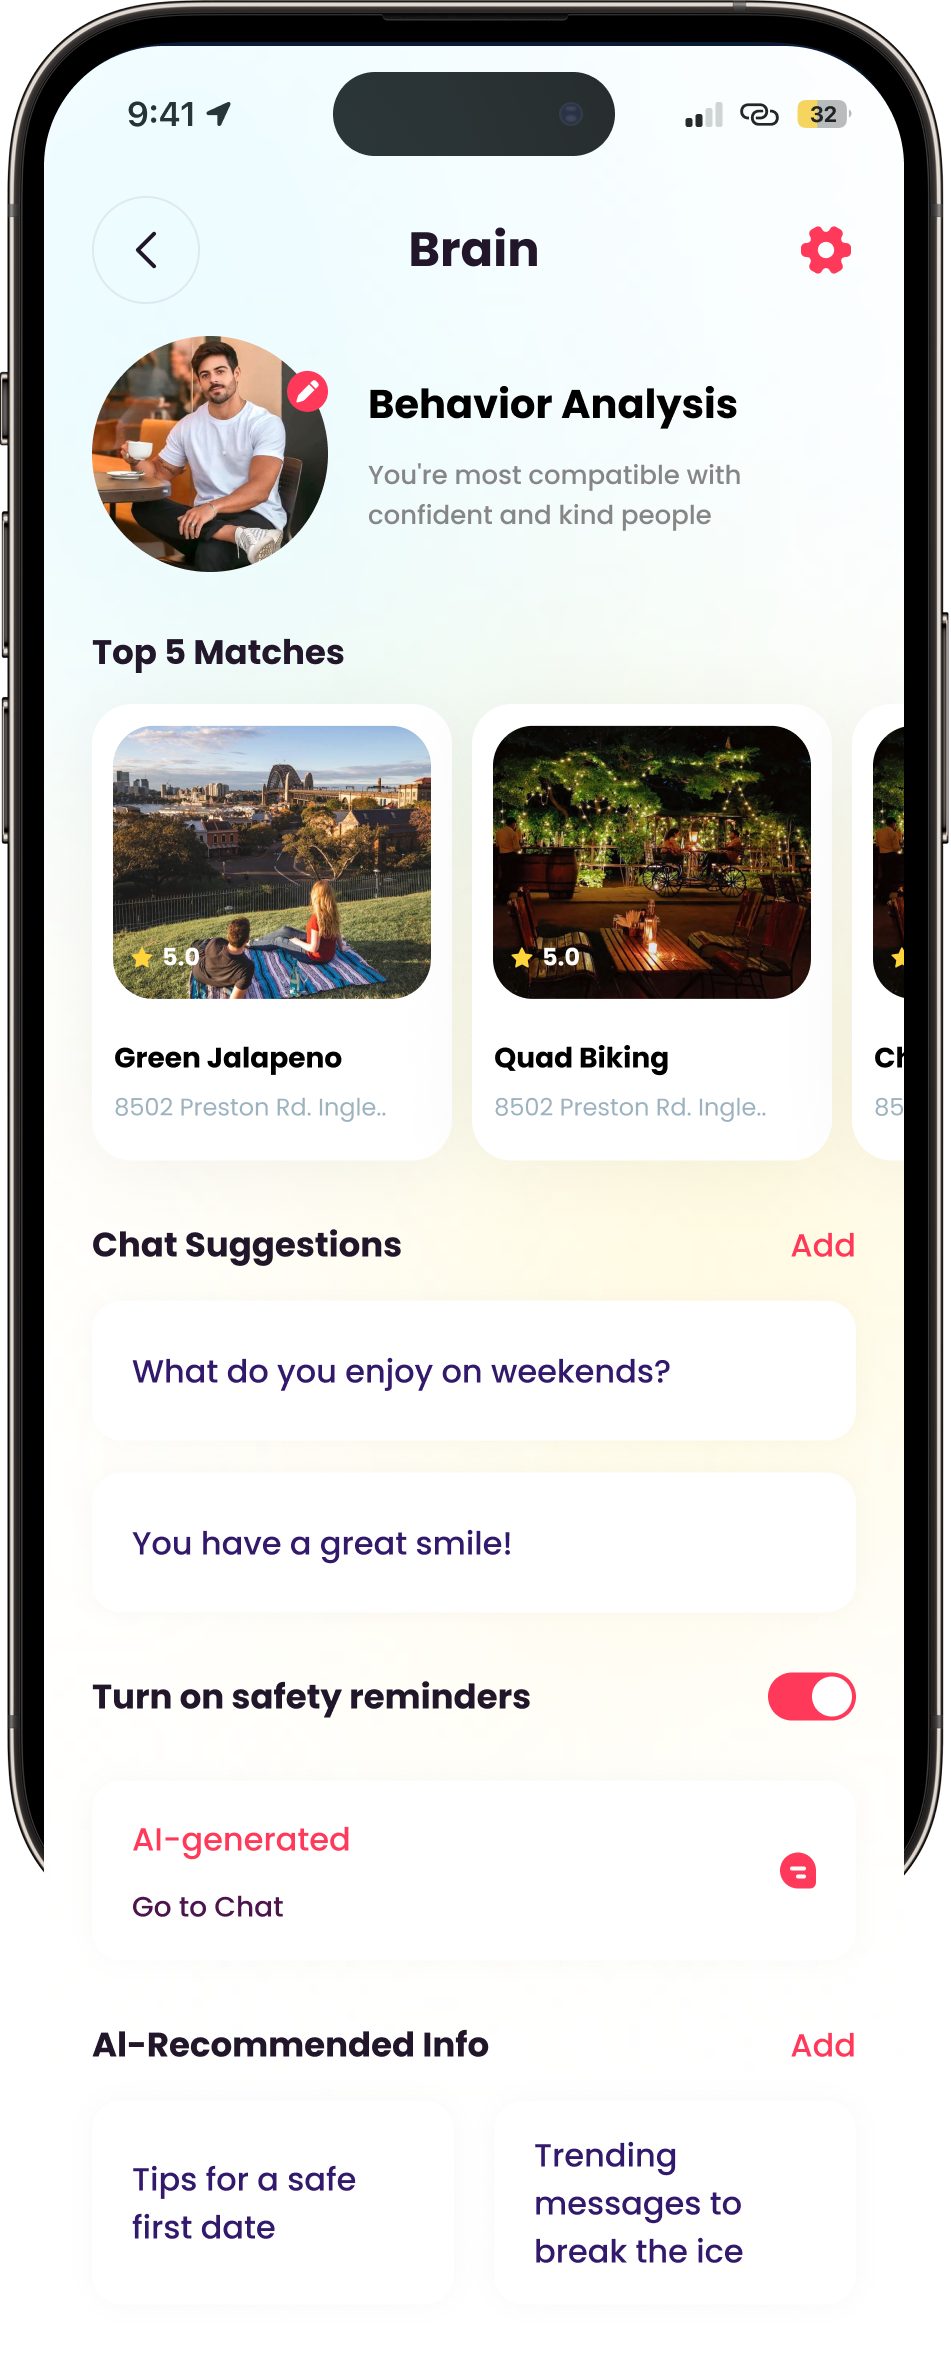 9:41
32
Brain
Behavior Analysis
You're most compatible with
confident and kind people
Top 5 Matches
5.0
5.0
Green Jalapeno
Quad Biking
Ch
8502 Preston Rd. Ingle..
8502 Preston Rd. Ingle..
85
Chat Suggestions
Add
What do you enjoy on weekends?
You have a great smile!
Turn on safety reminders
AI-generated
Go to Chat
AI-Recommended Info
Add
Tips for a safe
first date
Trending
messages to
break the ice